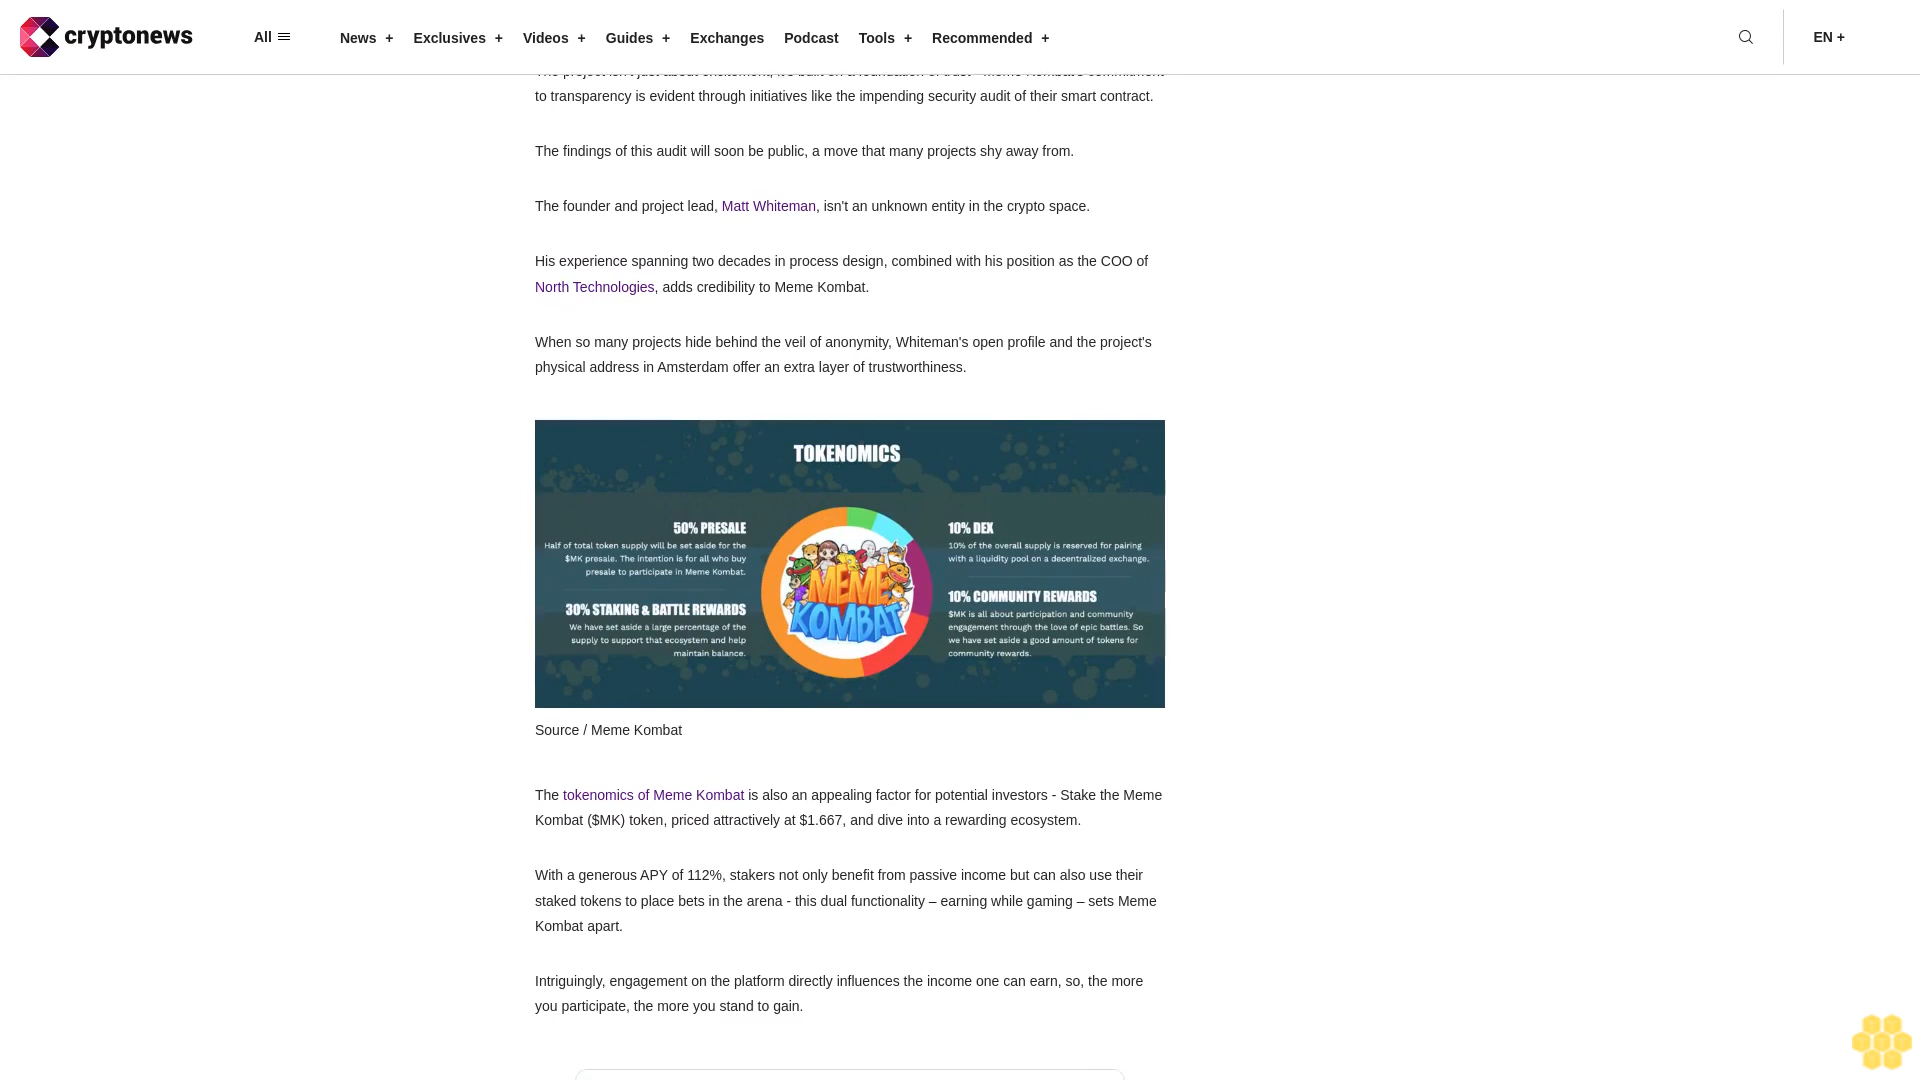 cryptonews
All
News +
Exclusives +
Videos +
Guides +
Exchanges
Podcast
Tools +
Recommended +
EN +
to transparency is evident through initiatives like the impending security audit of their smart contract.
The findings of this audit will soon be public, a move that many projects shy away from.
The founder and project lead, Matt Whiteman, isn't an unknown entity in the crypto space.
His experience spanning two decades in process design, combined with his position as the COO of
North Technologies, adds credibility to Meme Kombat.
When so many projects hide behind the veil of anonymity, Whiteman's open profile and the project's
physical address in Amsterdam offer an extra layer of trustworthiness.
TOKENOMICS
50% PRESALE
Half of total token supply will be set aside for the
$MK presale. The intention is for all who buy
presale to participate in Meme Kombat.
30% STAKING & BATTLE REWARDS
We have set aside a large percentage of the
supply to support that ecosystem and help
maintain balance.
MEME
KOMBAT
10% DEX
10% of the overall supply is reserved for pairing
with a liquidity pool on a decentralized exchange.
10% COMMUNITY REWARDS
$MK is all about participation and community
engagement through the love of epic battles. So
we have set aside a good amount of tokens for
community rewards.
Source / Meme Kombat
The tokenomics of Meme Kombat is also an appealing factor for potential investors - Stake the Meme
Kombat ($MK) token, priced attractively at $1.667, and dive into a rewarding ecosystem.
With a generous APY of 112%, stakers not only benefit from passive income but can also use their
staked tokens to place bets in the arena - this dual functionality – earning while gaming – sets Meme
Kombat apart.
Intriguingly, engagement on the platform directly influences the income one can earn, so, the more
you participate, the more you stand to gain.